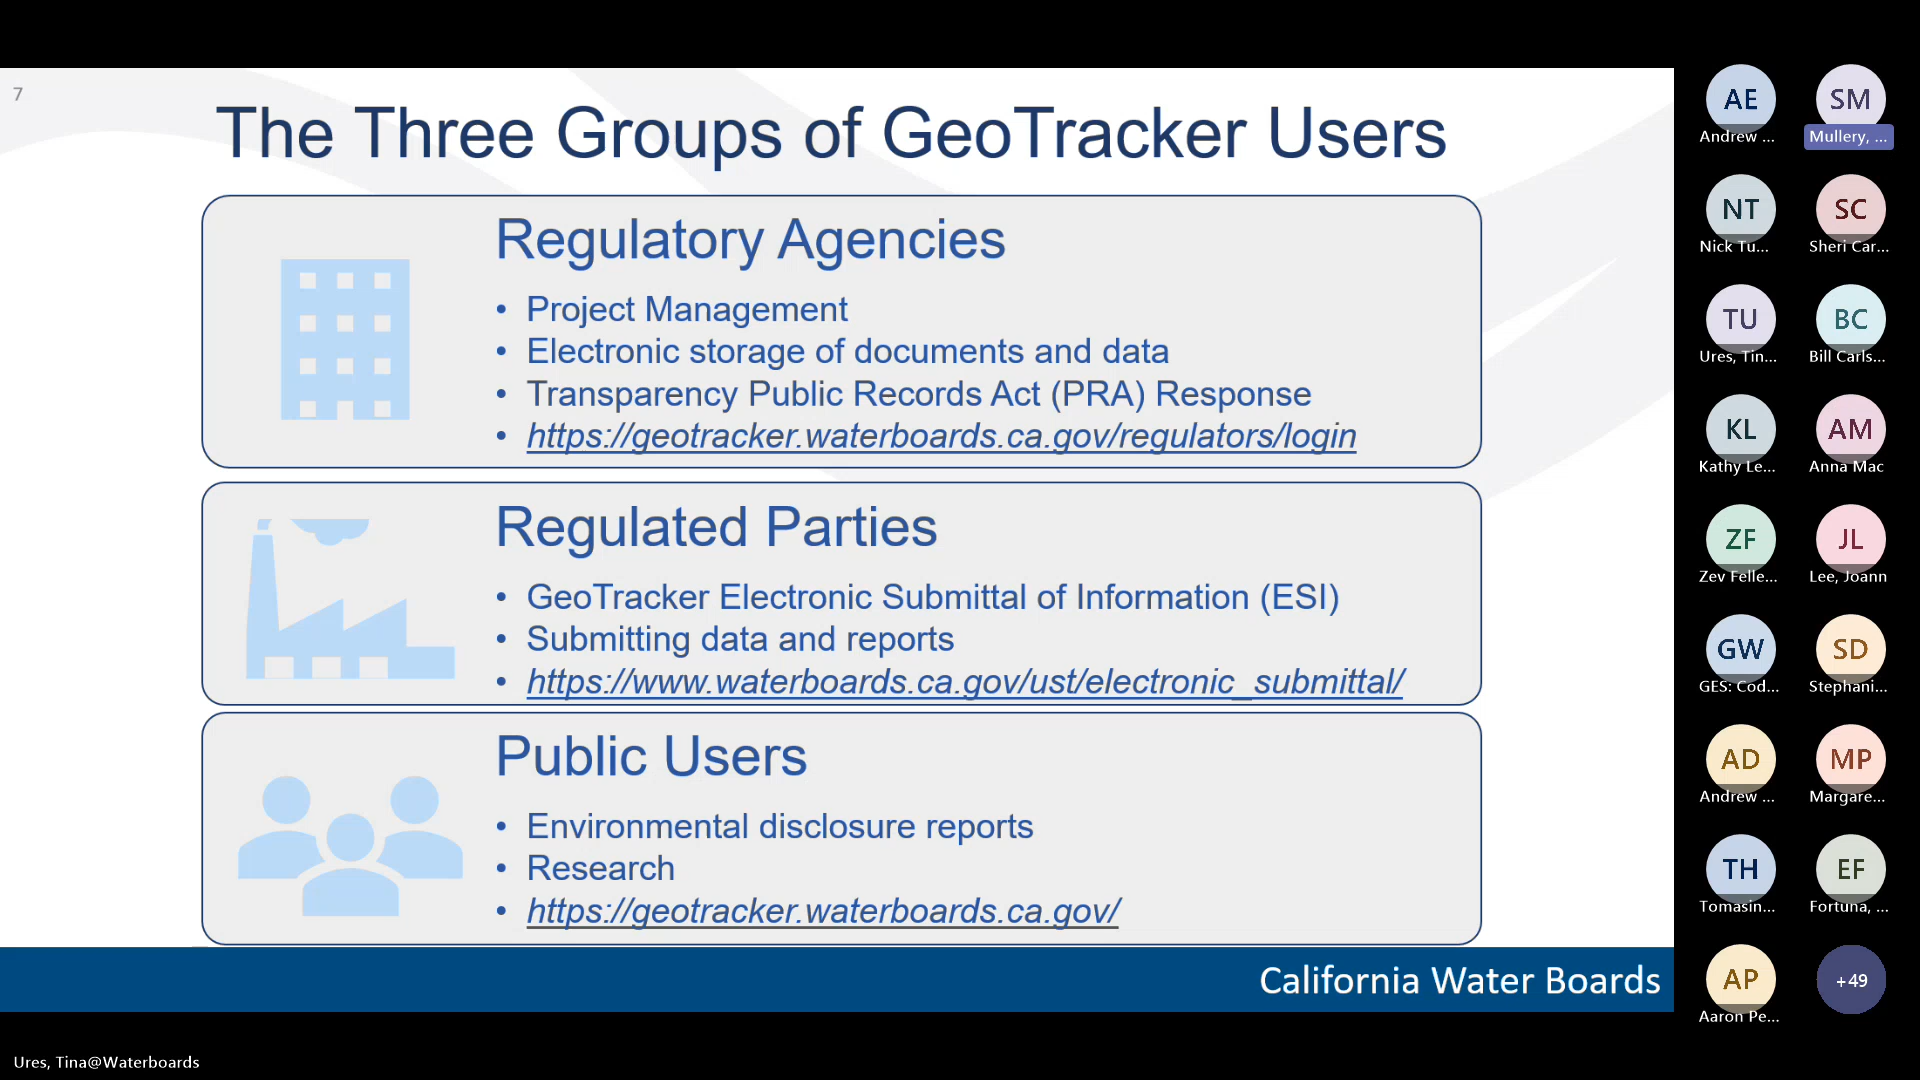 7
The Three Groups of GeoTracker Users
Regulatory Agencies
• Project Management
• Electronic storage of documents and data
• Transparency Public Records Act (PRA) Response
• https://geotracker.waterboards.ca.gov/regulators/login
Regulated Parties
• GeoTracker Electronic Submittal of Information (ESI)
• Submitting data and reports
• https://www.waterboards.ca.gov/ust/electronic_submittal/
Public Users
• Environmental disclosure reports
• Research
• https://geotracker.waterboards.ca.gov/
California Water Boards
Ures, Tina@Waterboards
AE
Andrew ...
SM
Mullery, ...
NT
Nick Tu...
SC
Sheri Car...
TU
Ures, Tin...
BC
Bill Carls...
KL
Kathy Le...
AM
Anna Mac
ZF
Zev Felle...
JL
Lee, Joann
GW
GES: Cod...
SD
Stephani...
AD
Andrew ...
MP
Margare...
TH
Tomasin...
EF
Fortuna, ...
AP
Aaron Pe...
+49